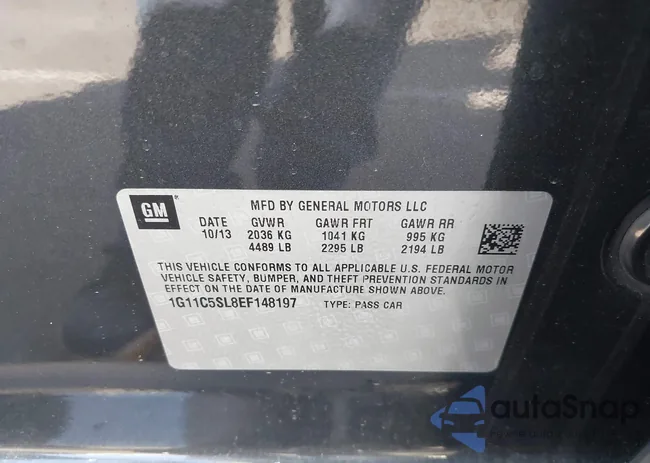 GM
MFD BY GENERAL MOTORS LLC
DATE GVWR GAWR FRT GAWR RR
10/13 2036 KG 1041 KG 995 KG
4489 LB 2295 LB 2194 LB
THIS VEHICLE CONFORMS TO ALL APPLICABLE U.S. FEDERAL MOTOR
VEHICLE SAFETY, BUMPER, AND THEFT PREVENTION STANDARDS
IN EFFECT ON THE DATE OF MANUFACTURE SHOWN ABOVE.
1G11C5SL8EF148197 TYPE: PASS CAR
autoSnap